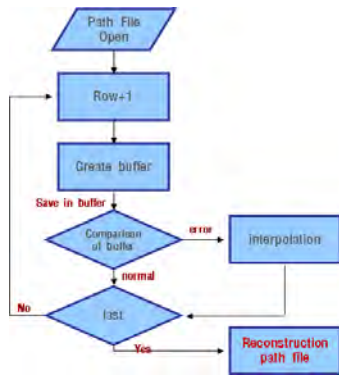 Path File
Open
Row+1
Create buffer
Save in buffer
Comparison
of buffer
error
interpolation
normal
No
last
Yes
Reconstruction
path file